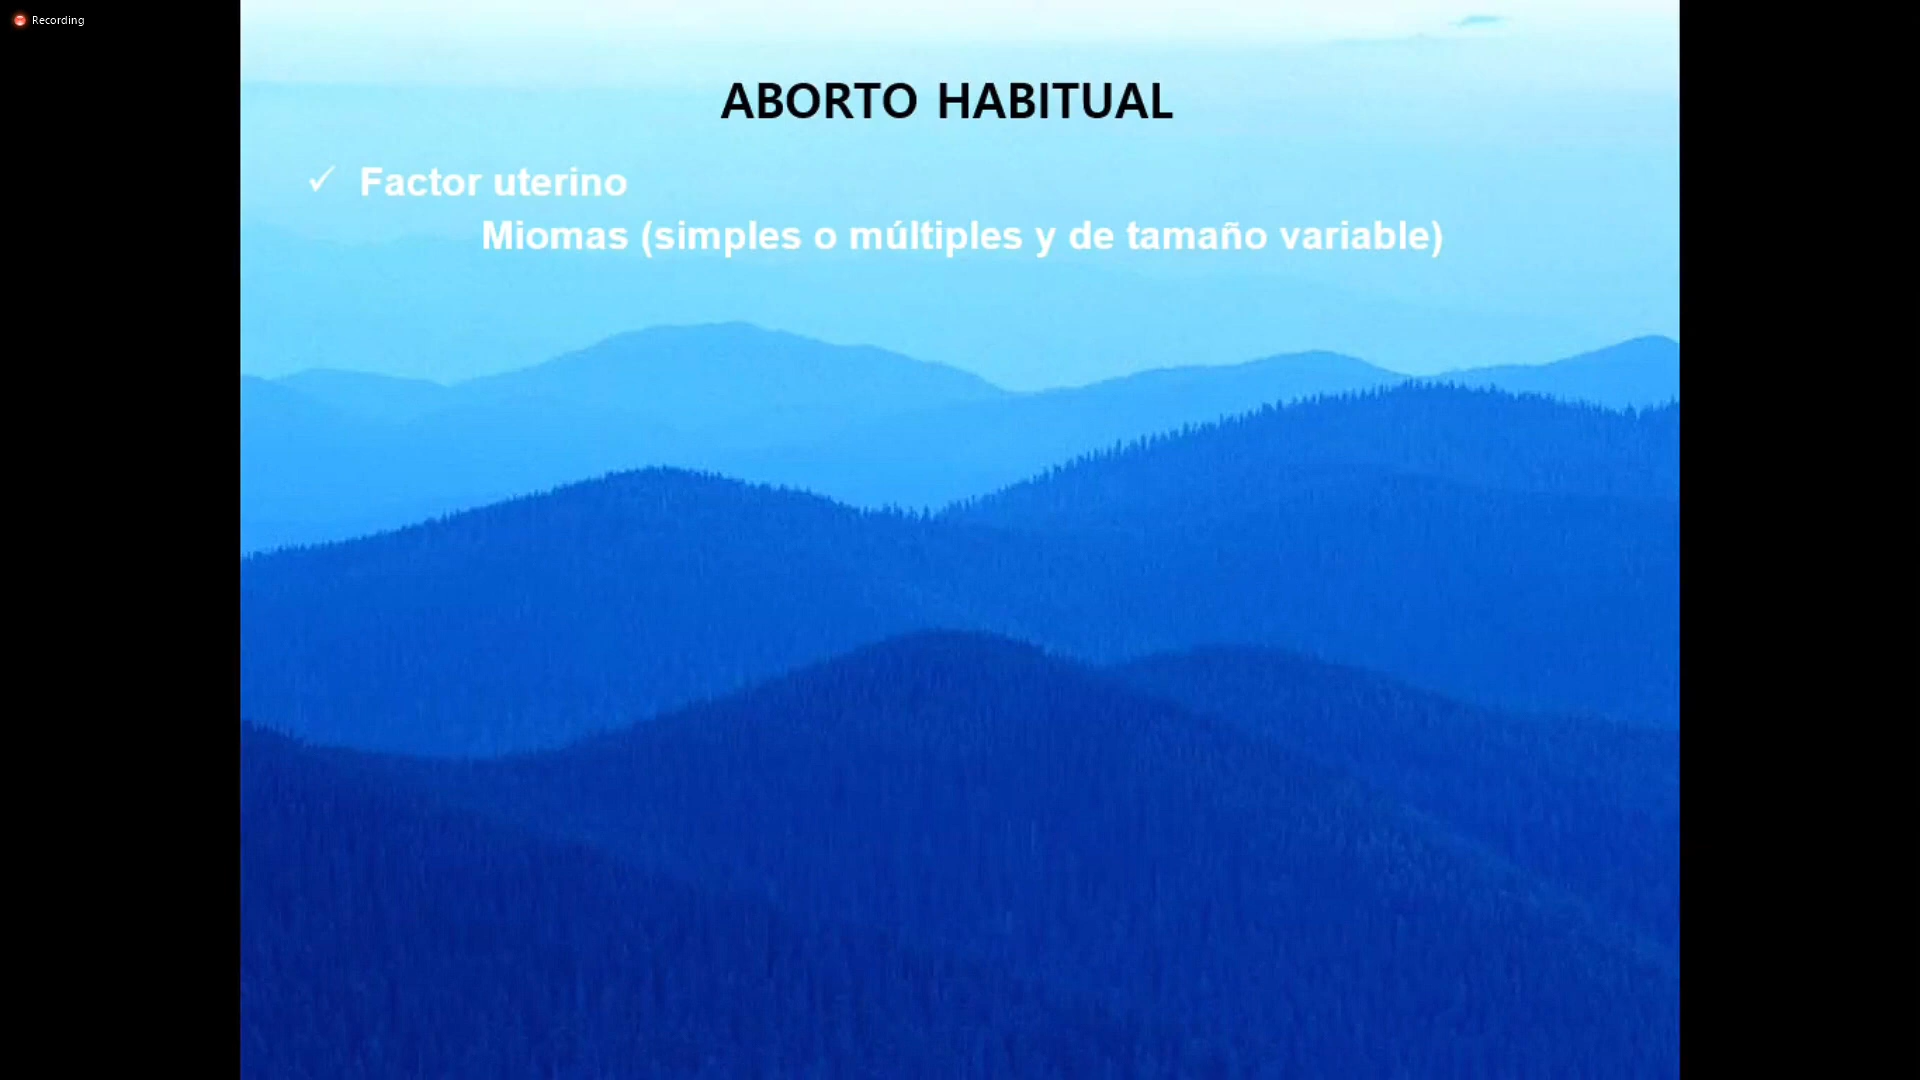 Recording
ABORTO HABITUAL
✓ Factor uterino
Miomas (simples o múltiples y de tamaño variable)